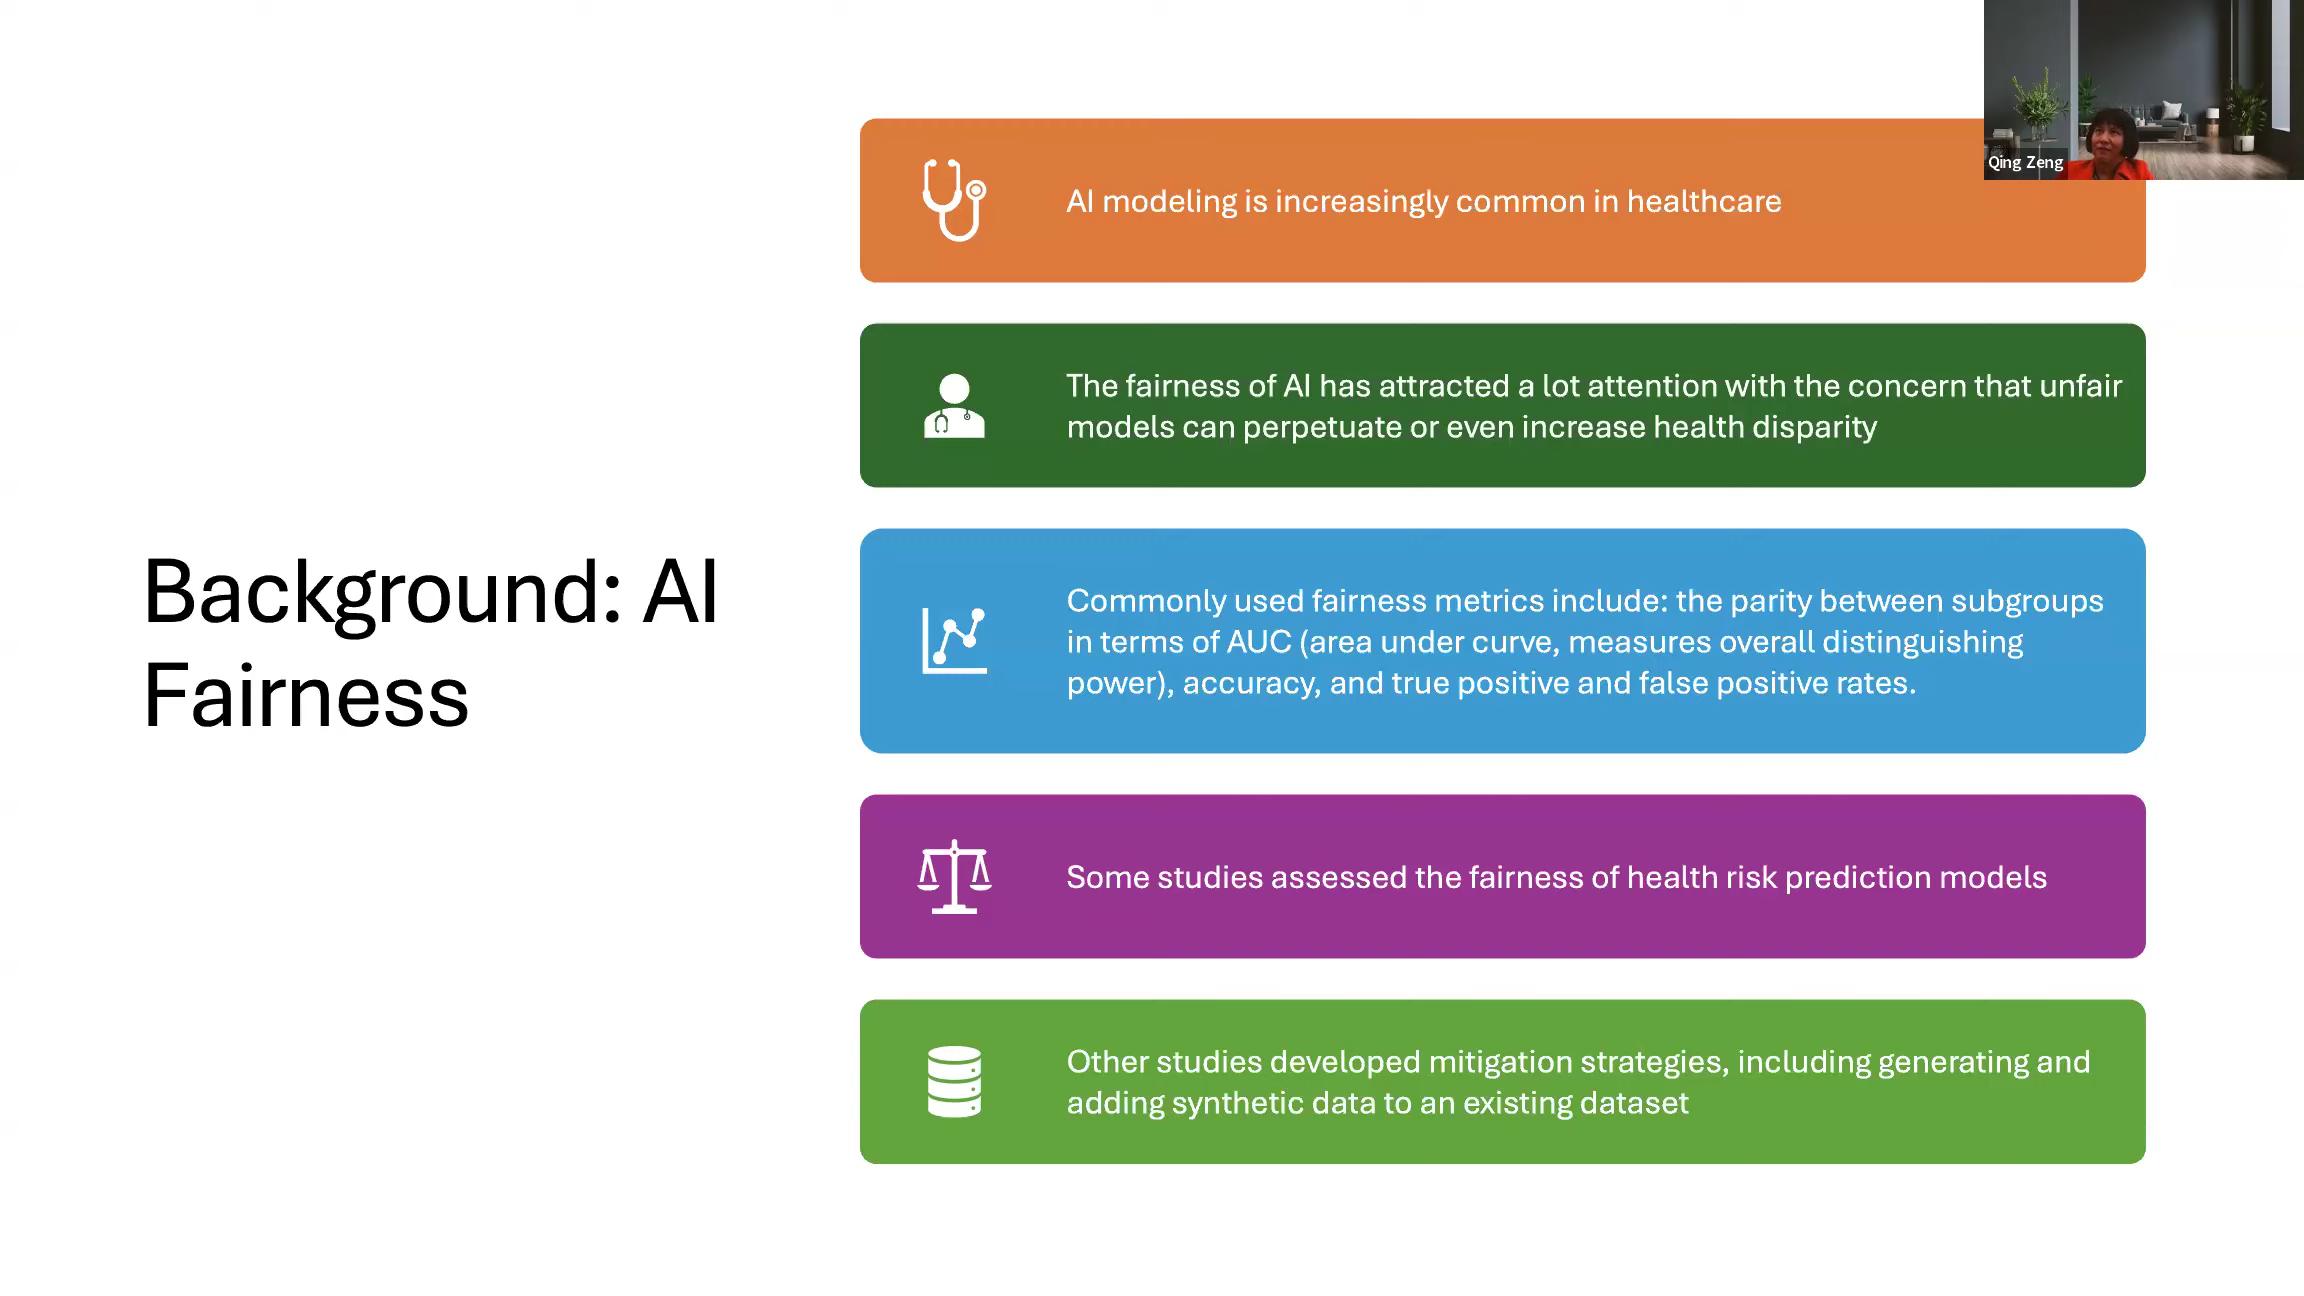 Background: AI
Fairness
AI modeling is increasingly common in healthcare
The fairness of AI has attracted a lot attention with the concern that unfair
models can perpetuate or even increase health disparity
Commonly used fairness metrics include: the parity between subgroups
in terms of AUC (area under curve, measures overall distinguishing
power), accuracy, and true positive and false positive rates.
Some studies assessed the fairness of health risk prediction models
Other studies developed mitigation strategies, including generating and
adding synthetic data to an existing dataset
Qing Zeng